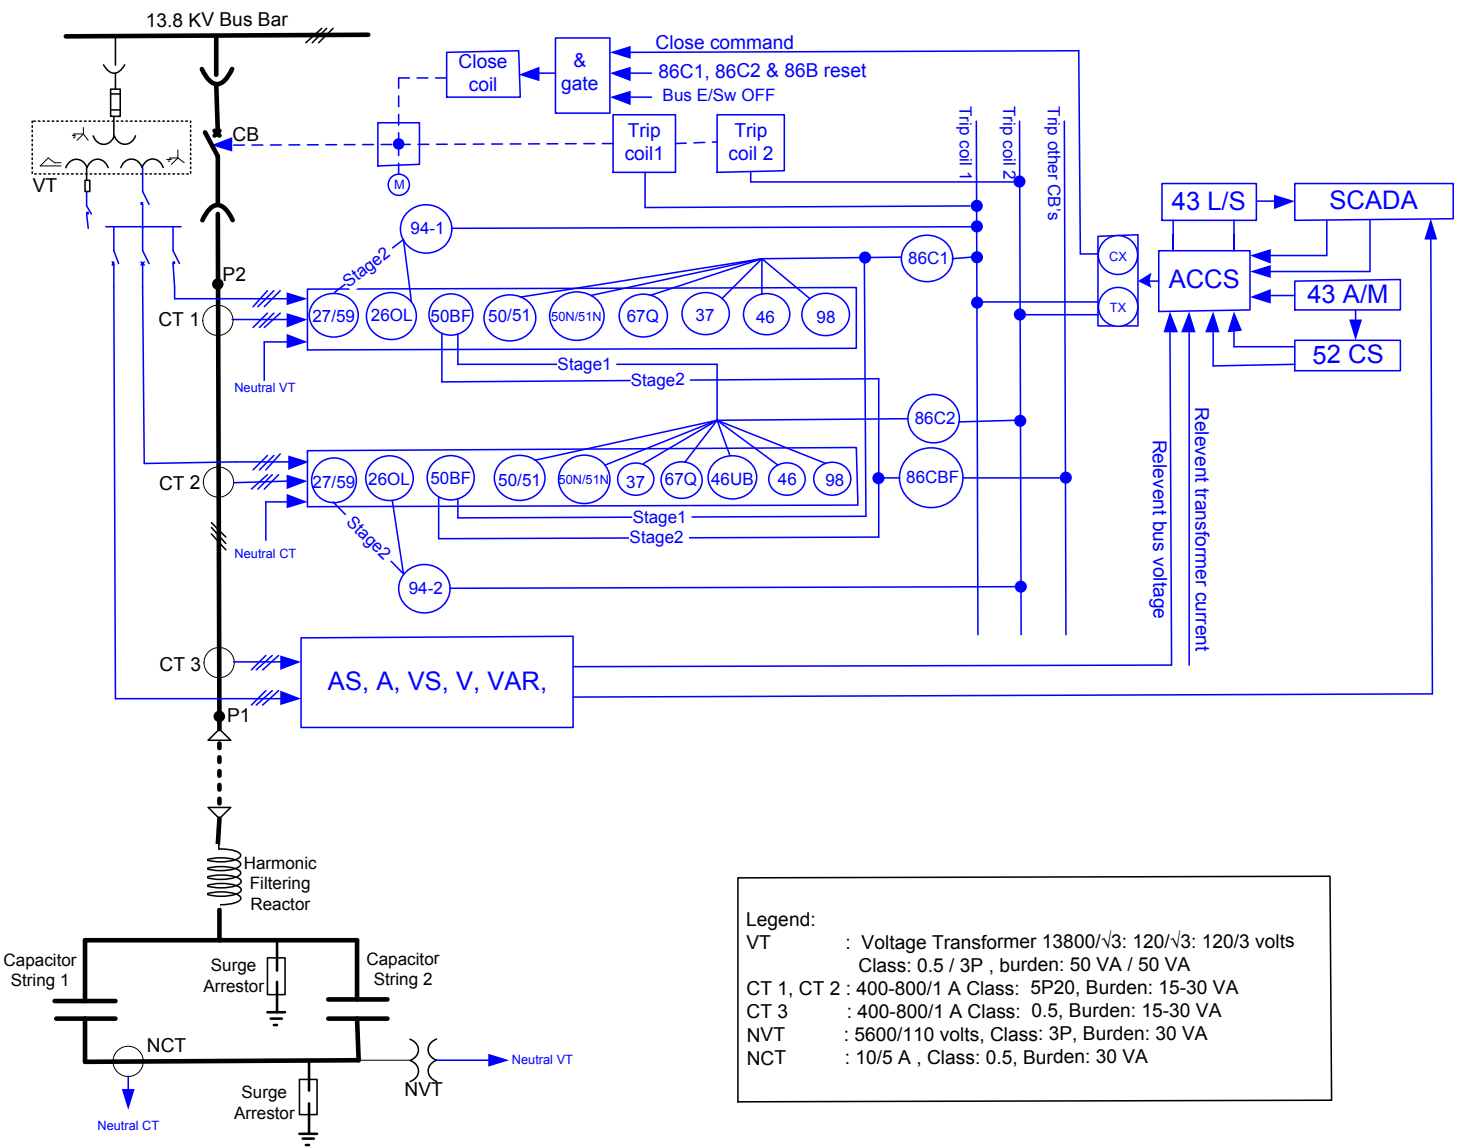 13.8 KV Bus Bar
Close command
86C1, 86C2 & 86B reset
Bus E/Sw OFF
Close
coil
&
gate
Trip
coil1
Trip
coil 2
CB
M
VT
Trip coil 1
Trip coil 2
Trip other CB's
43 L/S
SCADA
ACCS
43 A/M
52 CS
CX
TX
94-1
Stage2
86C1
P2
CT 1
27/59
26OL
50BF
50/51
50N/51N
67Q
37
46
98
Neutral VT
Stage1
Stage2
86C2
86CBF
CT 2
27/59
26OL
50BF
50/51
50N/51N
37
67Q
46UB
46
98
Neutral CT
Stage1
Stage2
Stage2
94-2
Relevent bus voltage
Relevent transformer current
CT 3
AS, A, VS, V, VAR,
P1
Harmonic
Filtering
Reactor
Capacitor
String 1
Surge
Arrestor
Capacitor
String 2
NCT
Neutral CT
Surge
Arrestor
NVT
Neutral VT
Legend:
VT : Voltage Transformer 13800/√3: 120/√3: 120/3 volts
Class: 0.5 / 3P , burden: 50 VA / 50 VA
CT 1, CT 2 : 400-800/1 A Class: 5P20, Burden: 15-30 VA
CT 3 : 400-800/1 A Class: 0.5, Burden: 15-30 VA
NVT : 5600/110 volts, Class: 3P, Burden: 30 VA
NCT : 10/5 A , Class: 0.5, Burden: 30 VA